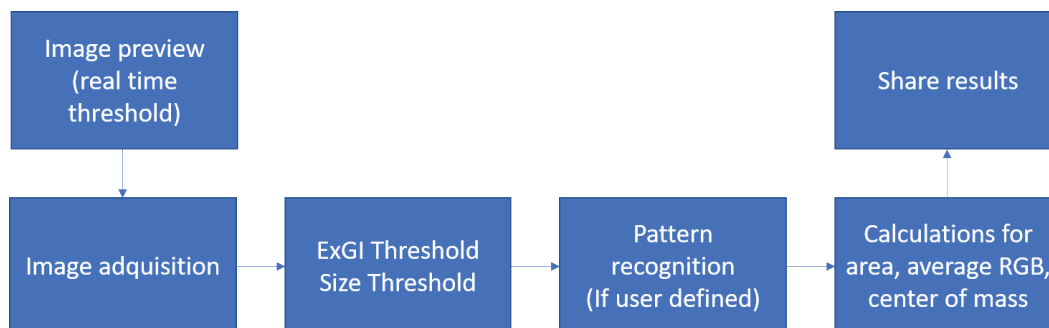 Image preview
(real time
threshold)
Share results
Image adquisition
ExGI Threshold
Size Threshold
Pattern
recognition
(If user defined)
Calculations for
area, average RGB,
center of mass